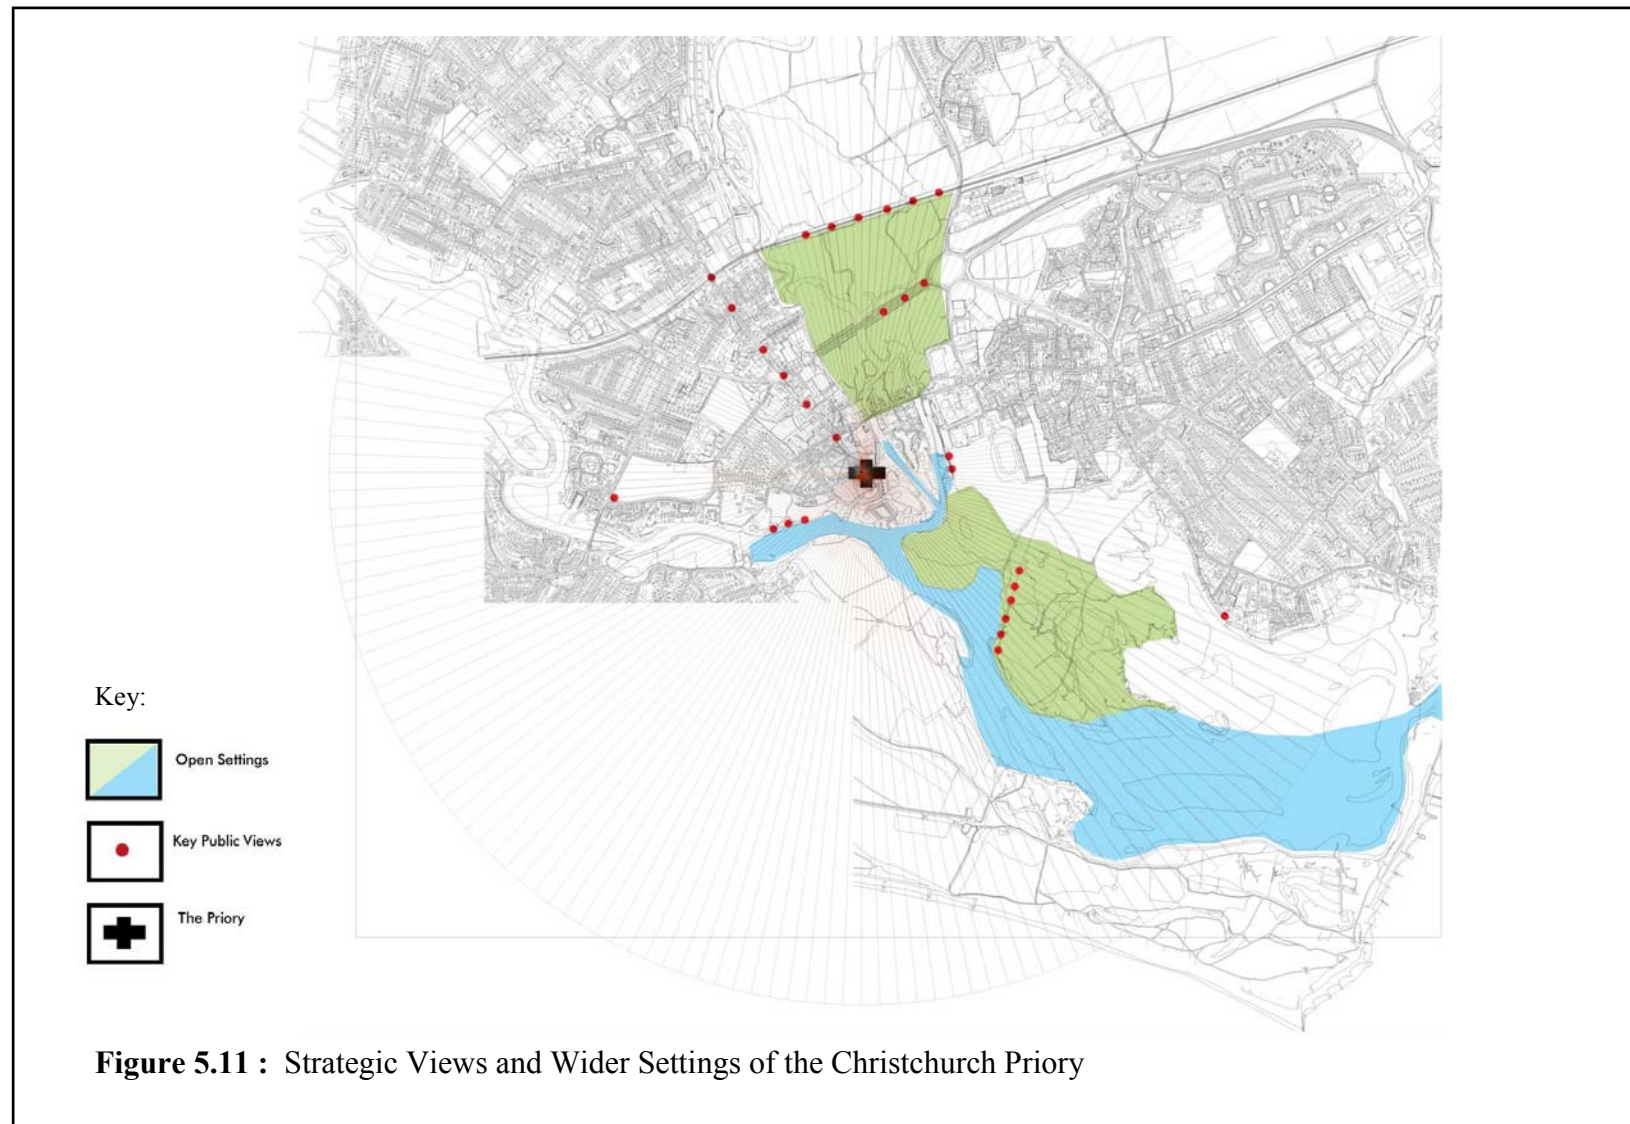 Key:
Open Settings
Key Public Views
The Priory
Figure 5.11 : Strategic Views and Wider Settings of the Christchurch Priory